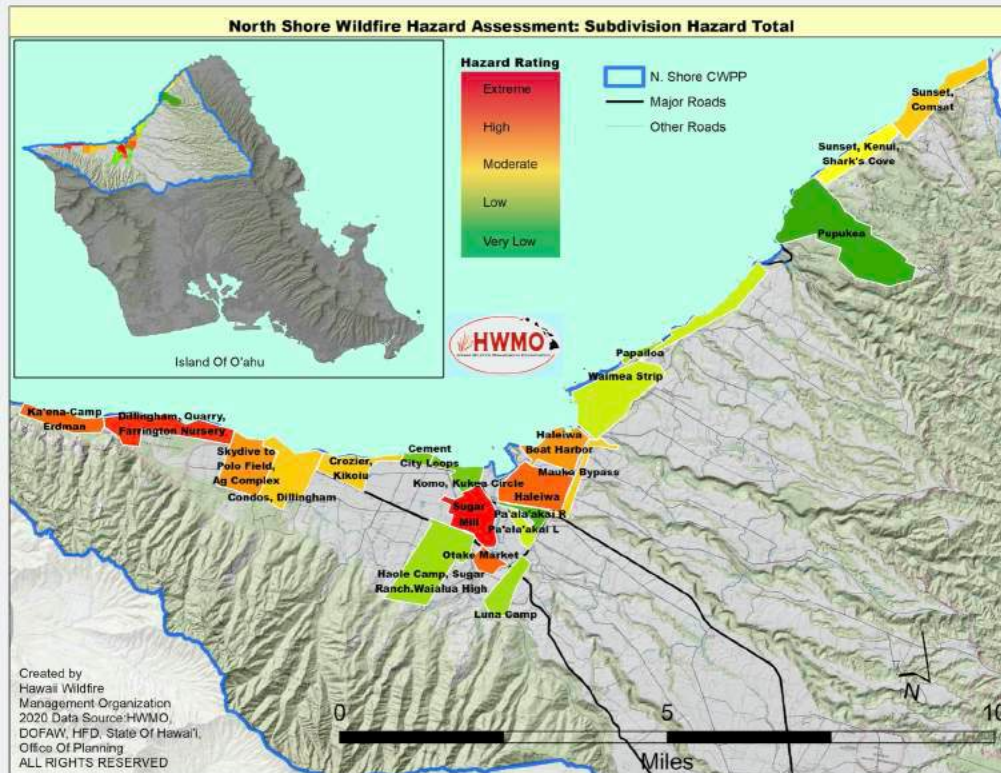 North Shore Wildfire Hazard Assessment: Subdivision Hazard Total
Island Of O'ahu
Hazard Rating
Extreme
High
Moderate
Low
Very Low
N. Shore CWPP
Major Roads
Other Roads
HWMO
Sunset,
Comsat
Sunset, Kenui,
Shark's Cove
Pupukea
Papailoa
Waimea Strip
Ka'ena-Camp
Erdman
Dillingham, Quarry,
Farrington Nursery
Skydive to
Polo Field,
Ag Complex
Condos, Dillingham
Crozier,
Kikoiu
Cement
City Loops
Haleiwa
Boat Harbor
Mauka Bypass
Komo, Kukea Circle
Haleiwa
Sugar
Mill
Pa'ala'akai R
Pa'ala'akai L
Otake Market
Haole Camp, Sugar
Ranch.Waialua High
Luna Camp
Created by
Hawaii Wildfire
Management Organization
2020 Data Source:HWMO,
DOFAW, HFD, State Of Hawai'i,
Office Of Planning
ALL RIGHTS RESERVED
N
0 5 10
Miles